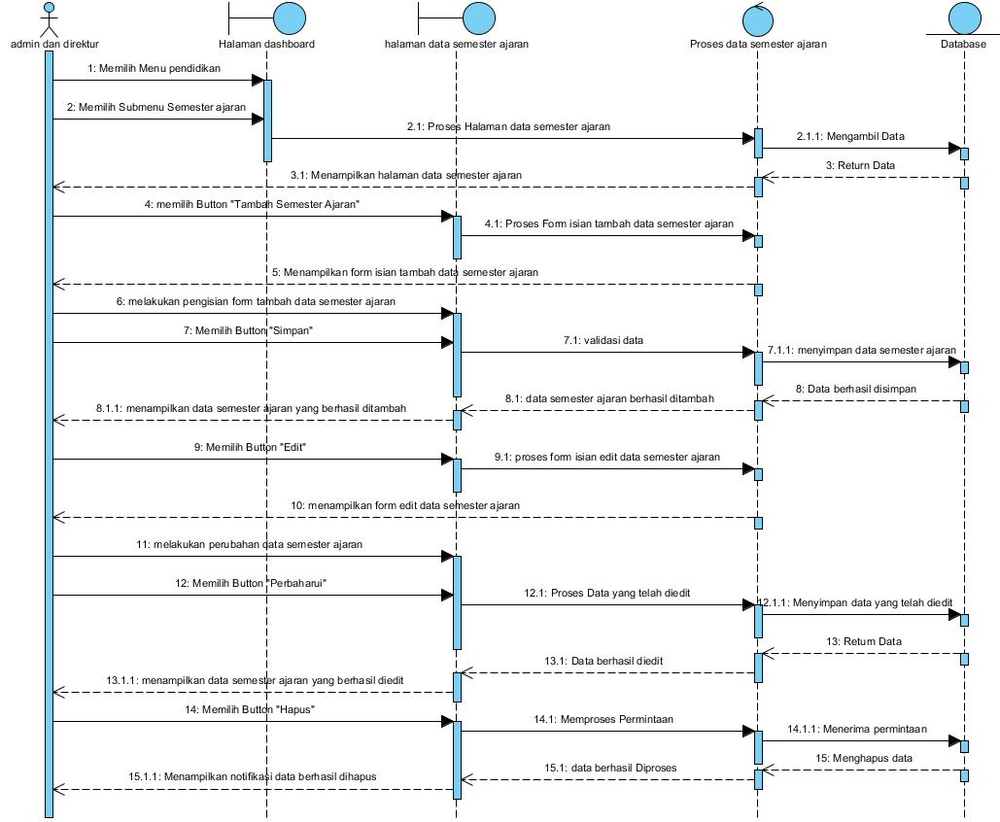 admin dan direktur
Halaman dashboard
halaman data semester ajaran
Proses data semester ajaran
Database
1: Memilih Menu pendidikan
2: Memilih Submenu Semester ajaran
2.1: Proses Halaman data semester ajaran
2.1.1: Mengambil Data
3: Return Data
3.1: Menampilkan halaman data semester ajaran
4: memilih Button "Tambah Semester Ajaran"
4.1: Proses Form isian tambah data semester ajaran
5: Menampilkan form isian tambah data semester ajaran
6: melakukan pengisian form tambah data semester ajaran
7: Memilih Button "Simpan"
7.1: validasi data
7.1.1: menyimpan data semester ajaran
8: Data berhasil disimpan
8.1: data semester ajaran berhasil ditambah
8.1.1: menampilkan data semester ajaran yang berhasil ditambah
9: Memilih Button "Edit"
9.1: proses form isian edit data semester ajaran
10: menampilkan form edit data semester ajaran
11: melakukan perubahan data semester ajaran
12: Memilih Button "Perbaharui"
12.1: Proses Data yang telah diedit
12.1.1: Menyimpan data yang telah diedit
13: Return Data
13.1: Data berhasil diedit
13.1.1: menampilkan data semester ajaran yang berhasil diedit
14: Memilih Button "Hapus"
14.1: Memproses Permintaan
14.1.1: Menerima permintaan
15: Menghapus data
15.1: data berhasil Diproses
15.1.1: Menampilkan notifikasi data berhasil dihapus